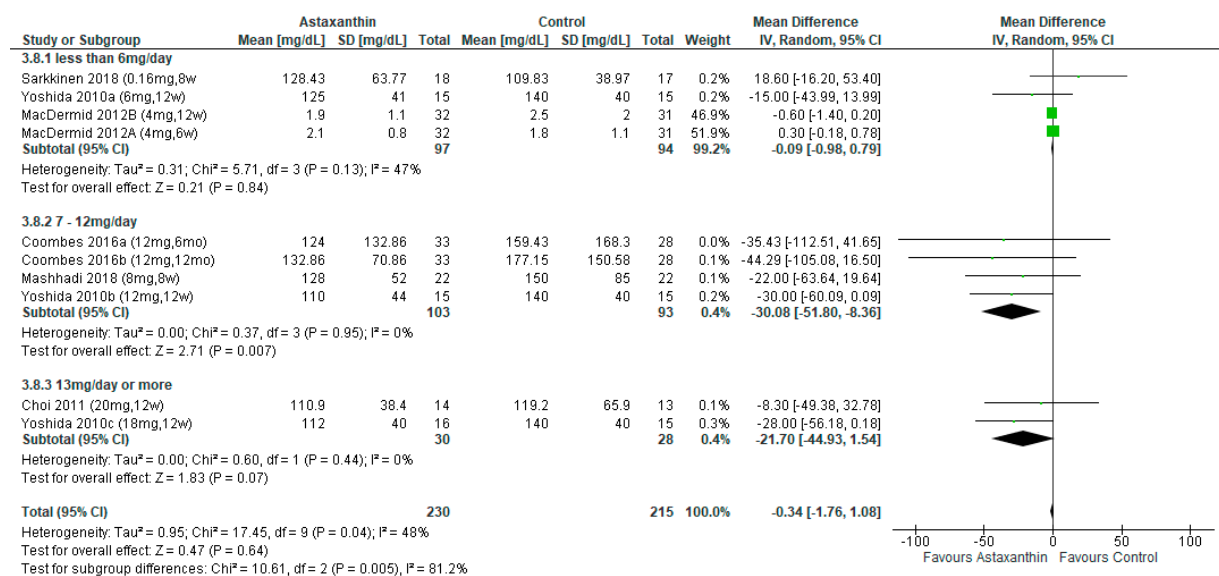 Astaxanthin Control Mean Difference Mean Difference
Study or Subgroup Mean [mg/dL] SD [mg/dL] Total Mean [mg/dL] SD [mg/dL] Total Weight IV, Random, 95% CI IV, Random, 95% CI
3.8.1 less than 6mg/day
Sarkkinen 2018 (0.16mg,8w 128.43 63.77 18 109.83 38.97 17 0.2% 18.60 [-16.20, 53.40]
Yoshida 2010a (6mg,12w) 125 41 15 140 40 15 0.2% -15.00 [-43.99, 13.99]
MacDermid 2012B (4mg,12w) 1.9 1.1 32 2.5 2 31 46.9% -0.60 [-1.40, 0.20]
MacDermid 2012A (4mg,6w) 2.1 0.8 32 1.8 1.1 31 51.9% 0.30 [-0.18, 0.78]
Subtotal (95% CI) 97 94 99.2% -0.09 [-0.98, 0.79]
Heterogeneity: Tau² = 0.31; Chi² = 5.71, df = 3 (P = 0.13); I² = 47%
Test for overall effect: Z = 0.21 (P = 0.84)
3.8.2 7 - 12mg/day
Coombes 2016a (12mg,6mo) 124 132.86 33 159.43 168.3 28 0.0% -35.43 [-112.51, 41.65]
Coombes 2016b (12mg,12mo) 132.86 70.86 33 177.15 150.58 28 0.1% -44.29 [-105.08, 16.50]
Mashhadi 2018 (8mg,8w) 128 52 22 150 85 22 0.1% -22.00 [-63.64, 19.64]
Yoshida 2010b (12mg,12w) 110 44 15 140 40 15 0.2% -30.00 [-60.09, 0.09]
Subtotal (95% CI) 103 93 0.4% -30.08 [-51.80, -8.36]
Heterogeneity: Tau² = 0.00; Chi² = 0.37, df = 3 (P = 0.95); I² = 0%
Test for overall effect: Z = 2.71 (P = 0.007)
3.8.3 13mg/day or more
Choi 2011 (20mg,12w) 110.9 38.4 14 119.2 65.9 13 0.1% -8.30 [-49.38, 32.78]
Yoshida 2010c (18mg,12w) 112 40 16 140 40 15 0.3% -28.00 [-56.18, 0.18]
Subtotal (95% CI) 30 28 0.4% -21.70 [-44.93, 1.54]
Heterogeneity: Tau² = 0.00; Chi² = 0.60, df = 1 (P = 0.44); I² = 0%
Test for overall effect: Z = 1.83 (P = 0.07)
Total (95% CI) 230 215 100.0% -0.34 [-1.76, 1.08]
Heterogeneity: Tau² = 0.95; Chi² = 17.45, df = 9 (P = 0.04); I² = 48%
Test for overall effect: Z = 0.47 (P = 0.64)
Test for subgroup differences: Chi² = 10.61, df = 2 (P = 0.005), I² = 81.2%
-100 -50 0 50 100
Favours Astaxanthin Favours Control